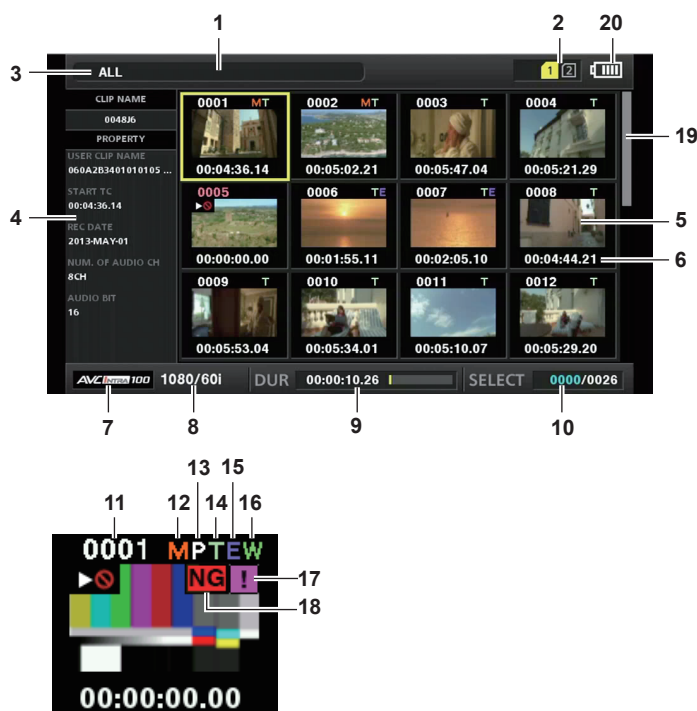 1
2
20
3
ALL
1 2
CLIP NAME
0048J6
PROPERTY
USER CLIP NAME
060A2B3401010105 ...
START TC
00:04:36.14
REC DATE
2013-MAY-01
NUM. OF AUDIO CH
8CH
AUDIO BIT
16
4
0001 MT
00:04:36.14
0002 MT
00:05:02.21
0003 T
00:05:47.04
0004 T
00:05:21.29
19
0005
00:00:00.00
0006 TE
00:01:55.11
0007 TE
00:02:05.10
0008 T
00:04:44.21
5
6
0009 T
00:05:53.04
0010 T
00:05:34.01
0011 T
00:05:10.07
0012 T
00:05:29.20
AVC INTRA 100
1080/60i
DUR 00:00:10.26
SELECT 0000/0026
7
8
9
10
13
15
11
12
14
16
0001 MPTEW
NG !
17
18
00:00:00.00